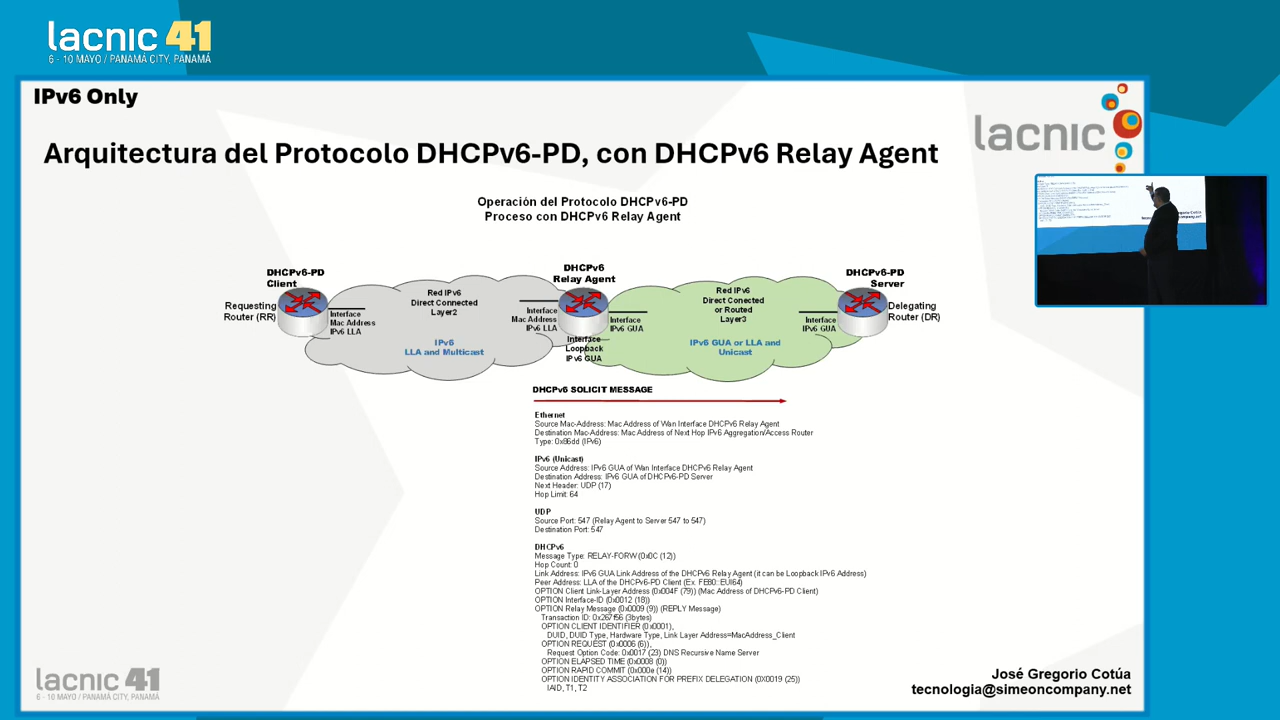 lacnic 41
6 - 10 MAYO / PANAMÁ CITY, PANAMÁ
IPv6 Only
lacnic
Arquitectura del Protocolo DHCPv6-PD, con DHCPv6 Relay Agent
Operación del Protocolo DHCPv6-PD
Proceso con DHCPv6 Relay Agent
DHCPv6-PD
Client
Requesting
Router (RR)
Interface
Mac Address
IPv6 LLA
Red IPv6
Direct Connected
Layer2
IPv6
LLA and Multicast
DHCPv6
Relay Agent
Interface
Mac Address
IPv6 LLA
Interface
IPv6 GUA
Interface
Loopback
IPv6 GUA
Red IPv6
Direct Conected
or Routed
Layer3
IPv6 GUA or LLA and
Unicast
DHCPv6-PD
Server
Interface
IPv6 GUA
Delegating
Router (DR)
DHCPv6 SOLICIT MESSAGE
Ethernet
Source Mac-Address: Mac Address of Wan Interface DHCPv6 Relay Agent
Destination Mac-Address: Mac Address of Next Hop IPv6 Aggregation/Access Router
Type: 0x86dd (IPv6)
IPv6 (Unicast)
Source Address: IPv6 GUA of Wan Interface DHCPv6 Relay Agent
Destination Address: IPv6 GUA of DHCPv6-PD Server
Next Header: UDP (17)
Hop Limit: 64
UDP
Source Port: 547 (Relay Agent to Server 547 to 547)
Destination Port: 547
DHCPv6
Message Type: RELAY-FORW (0x0C (12))
Hop Count: 0
Link Address: IPv6 GUA Link Address of the DHCPv6 Relay Agent (it can be Loopback IPv6 Address)
Peer Address: LLA of the DHCPv6-PD Client (Ex. FE80::EUI64)
OPTION Client Link-Layer Address (0x004F (79)) (Mac Address of DHCPv6-PD Client)
OPTION Interface-ID (0x0012 (18))
OPTION Relay Message (0x0009 (9)) (REPLY Message)
Transaction ID: 0x267f56 (3bytes)
OPTION CLIENT IDENTIFIER (0x0001),
DUID, DUID Type, Hardware Type, Link Layer Address=MacAddress_Client
OPTION REQUEST (0x0006 (6)),
Request Option Code: 0x0017 (23) DNS Recursive Name Server
OPTION ELAPSED TIME (0x0008 (0))
OPTION RAPID COMMIT (0x000e (14))
OPTION IDENTITY ASSOCIATION FOR PREFIX DELEGATION (0X0019 (25))
IAID, T1, T2
lacnic 41
6 - 10 MAYO / PANAMÁ CITY, PANAMÁ
José Gregorio Cotúa
tecnologia@simeoncompany.net